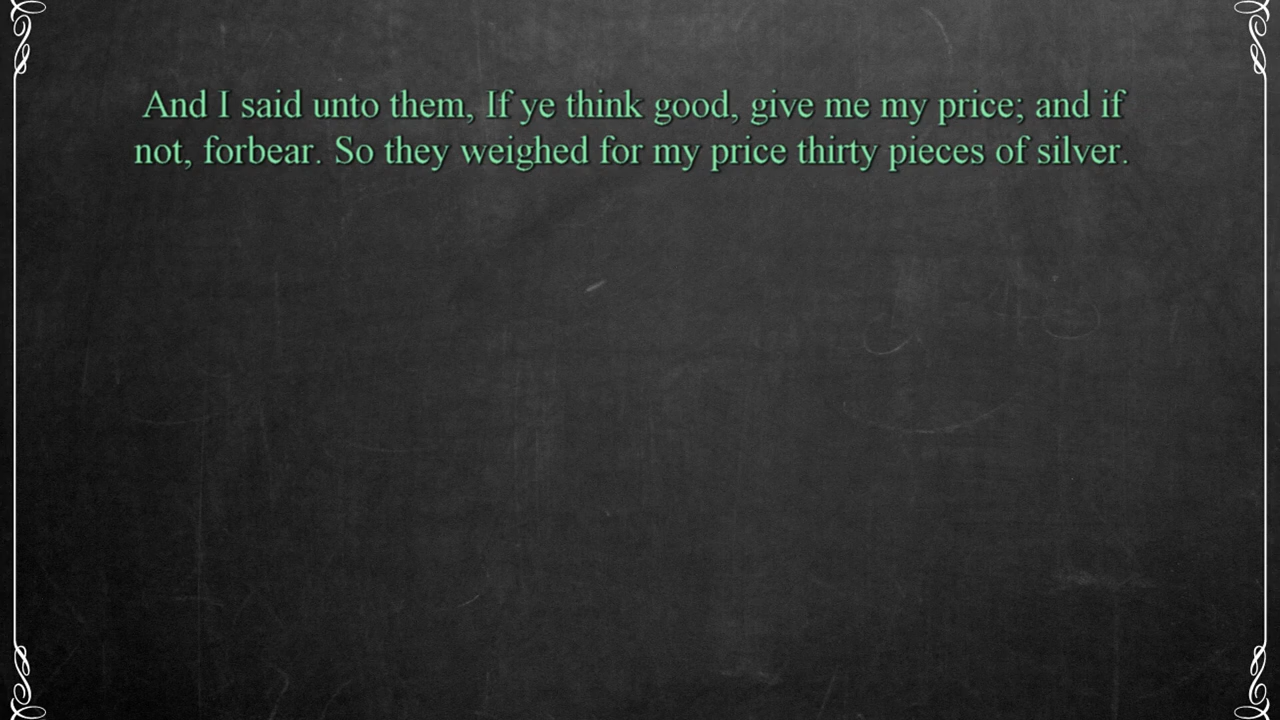 And I said unto them, If ye think good, give me my price; and if
not, forbear. So they weighed for my price thirty pieces of silver.